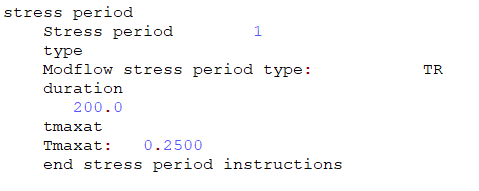 stress period
Stress period 1
type
Modflow stress period type: TR
duration
200.0
tmaxat
Tmaxat: 0.2500
end stress period instructions